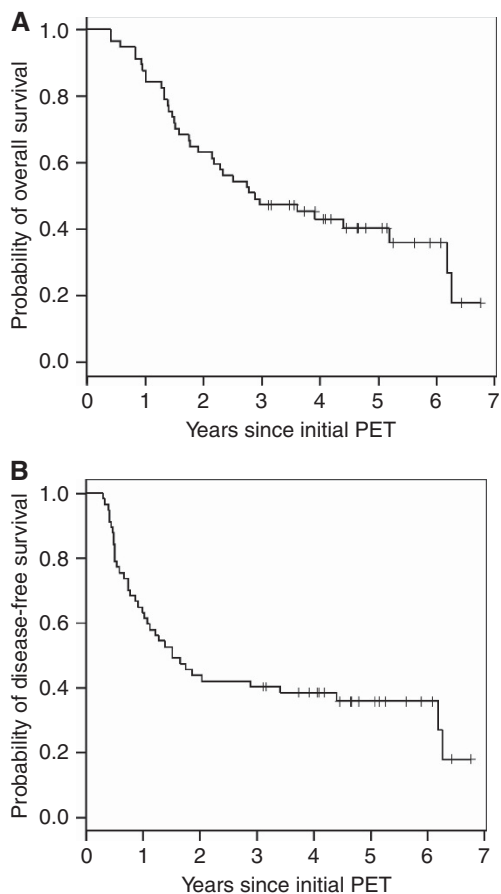 A
1.0
0.8
0.6
0.4
0.2
0.0
Probability of overall survival
0 1 2 3 4 5 6 7
Years since initial PET
B
1.0
0.8
0.6
0.4
0.2
0.0
Probability of disease-free survival
0 1 2 3 4 5 6 7
Years since initial PET